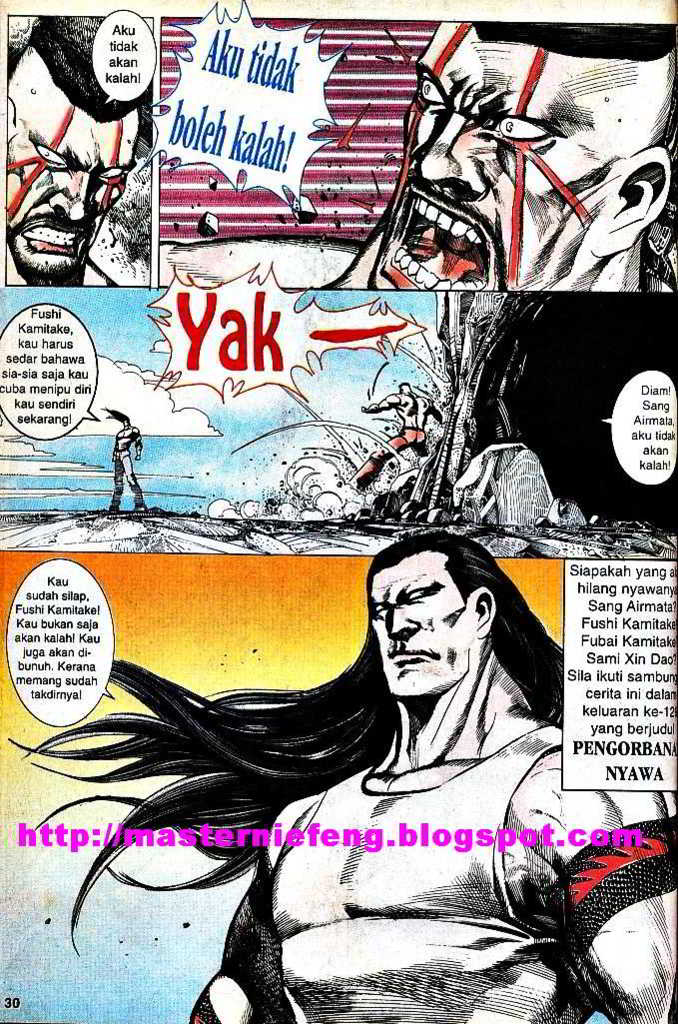 Aku
tidak
akan
kalah!
Aku tidak
boleh kalah!
Yak —
Fushi
Kamitake,
kau harus
sedar bahawa
sia-sia saja kau
cuba menipu diri
kau sendiri
sekarang!
Diam!
Sang
Airmata,
aku tidak
akan
kalah!
Kau
sudah silap,
Fushi Kamitake!
Kau bukan saja
akan kalah! Kau
juga akan di-
bunuh. Kerana
memang sudah
takdirnya!
Siapakah yang
hilang
Sang Airmata?
Fushi Kamitake
Fubai Kamitake
Sami Xin Dao?
Sila ikuti
cerita ini dalam
keluaran
yang berjudul
NYAWA
http://masterniefeng.blogspot.com
30